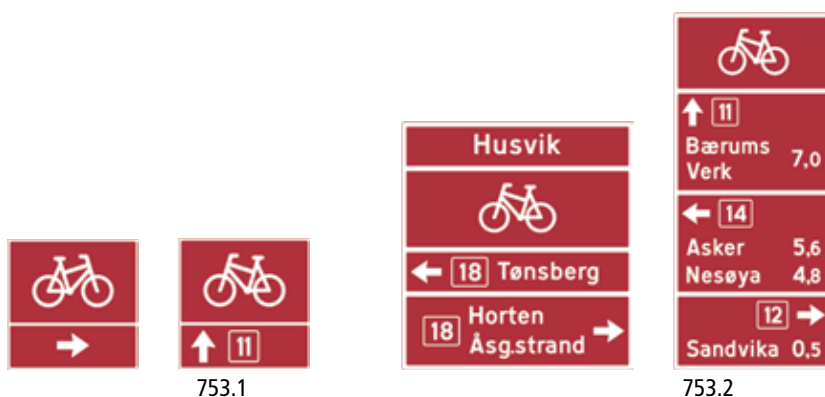 11
753.1
Husvik
18 Tønsberg
18
Horten
Åsg.strand
11
Bærums
Verk
7,0
14
Asker 5,6
Nesøya 4,8
12
Sandvika 0,5
753.2